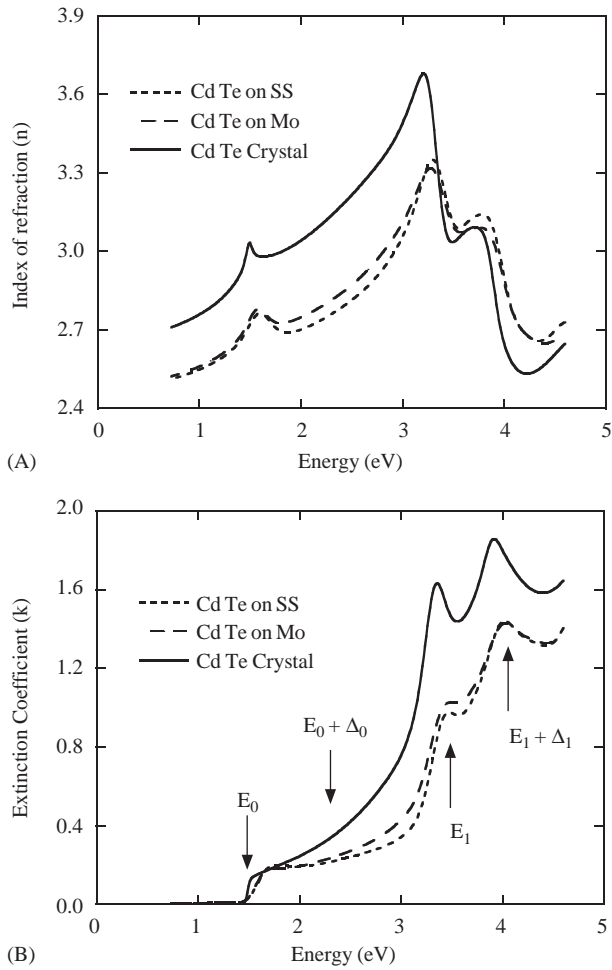 3.9
3.6
3.3
3.0
2.7
2.4
Index of refraction (n)
Cd Te on SS
Cd Te on Mo
Cd Te Crystal
0 1 2 3 4 5
(A) Energy (eV)
2.0
1.6
1.2
0.8
0.4
0.0
Extinction Coefficient (k)
Cd Te on SS
Cd Te on Mo
Cd Te Crystal
E₀ + Δ₀
E₁ + Δ₁
E₀
E₁
0 1 2 3 4 5
(B) Energy (eV)